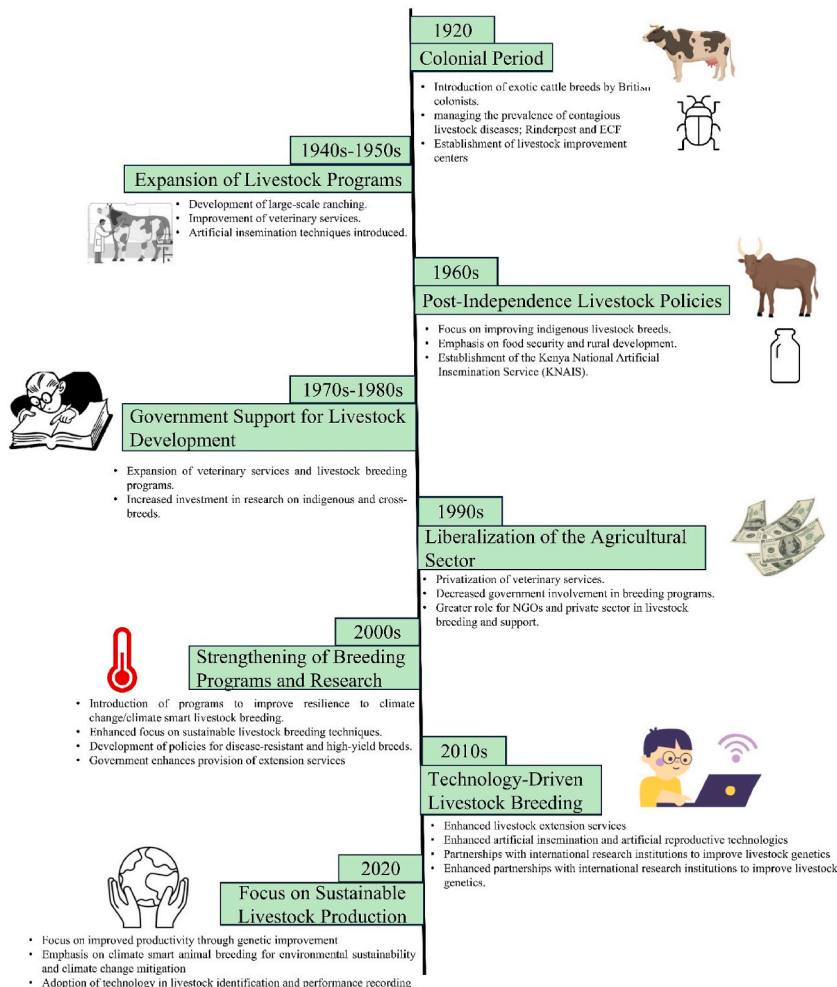 1920
Colonial Period
• Introduction of exotic cattle breeds by British
colonists.
• managing the prevalence of contagious
livestock diseases; Rinderpest and ECF
• Establishment of livestock improvement
centers
1940s-1950s
Expansion of Livestock Programs
• Development of large-scale ranching.
• Improvement of veterinary services.
• Artificial insemination techniques introduced.
1960s
Post-Independence Livestock Policies
• Focus on improving indigenous livestock breeds.
• Emphasis on food security and rural development.
• Establishment of the Kenya National Artificial
Insemination Service (KNAIS).
1970s-1980s
Government Support for Livestock
Development
• Expansion of veterinary services and livestock breeding
programs.
• Increased investment in research on indigenous and cross-
breeds.
1990s
Liberalization of the Agricultural
Sector
• Privatization of veterinary services.
• Decreased government involvement in breeding programs.
• Greater role for NGOs and private sector in livestock
breeding and support.
2000s
Strengthening of Breeding
Programs and Research
• Introduction of programs to improve resilience to climate
change/climate smart livestock breeding.
• Enhanced focus on sustainable livestock breeding techniques.
• Development of policies for disease-resistant and high-yield breeds.
• Government enhances provision of extension services
2010s
Technology-Driven
Livestock Breeding
• Enhanced livestock extension services
• Enhanced artificial insemination and artificial reproductive technologies
• Partnerships with international research institutions to improve livestock genetics
• Enhanced partnerships with international research institutions to improve livestock
genetics.
2020
Focus on Sustainable
Livestock Production
• Focus on improved productivity through genetic improvement
• Emphasis on climate smart animal breeding for environmental sustainability
and climate change mitigation
• Adoption of technology in livestock identification and performance recording